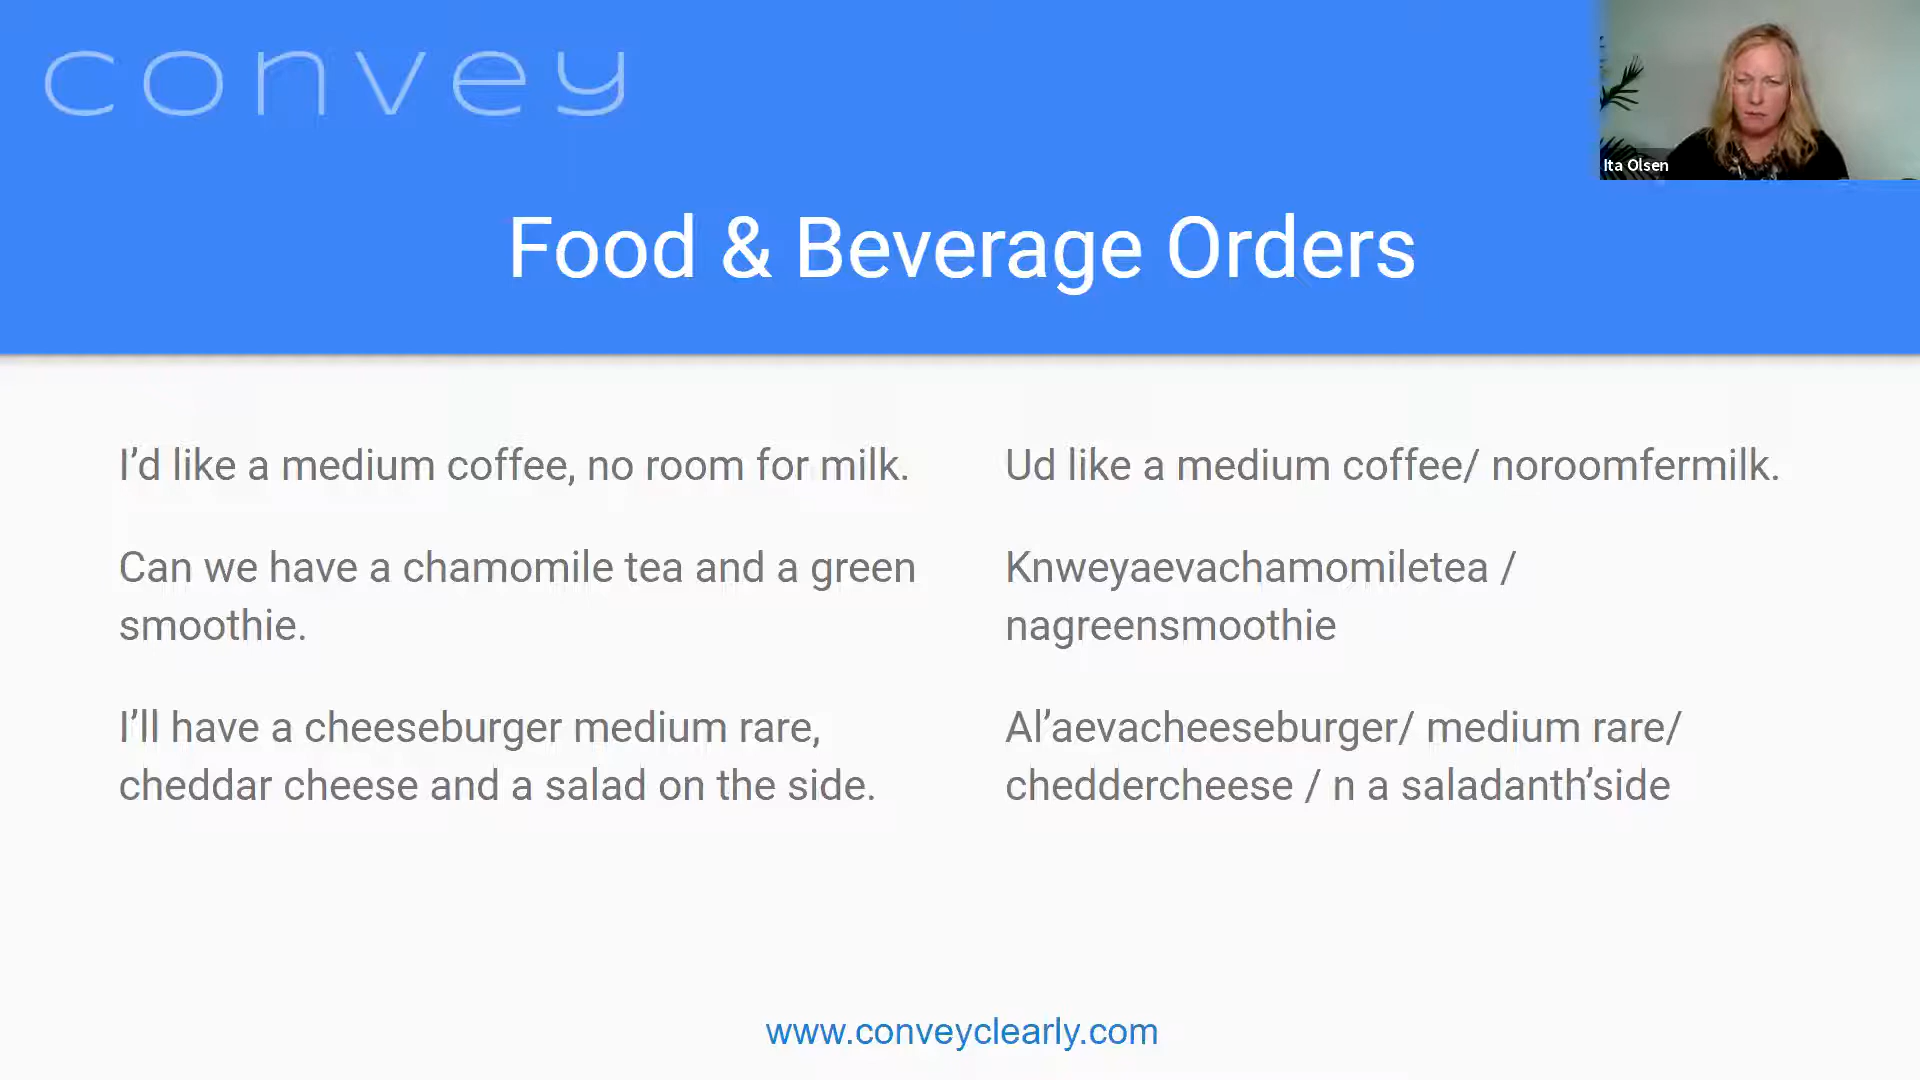 convey
Ita Olsen
Food & Beverage Orders
I’d like a medium coffee, no room for milk.
Can we have a chamomile tea and a green
smoothie.
I’ll have a cheeseburger medium rare,
cheddar cheese and a salad on the side.
Ud like a medium coffee/ noroomfermilk.
Knweyaevachamomiletea /
nagreensmoothie
Al’aevacheeseburger/ medium rare/
cheddercheese / n a saladanth’side
www.conveyclearly.com